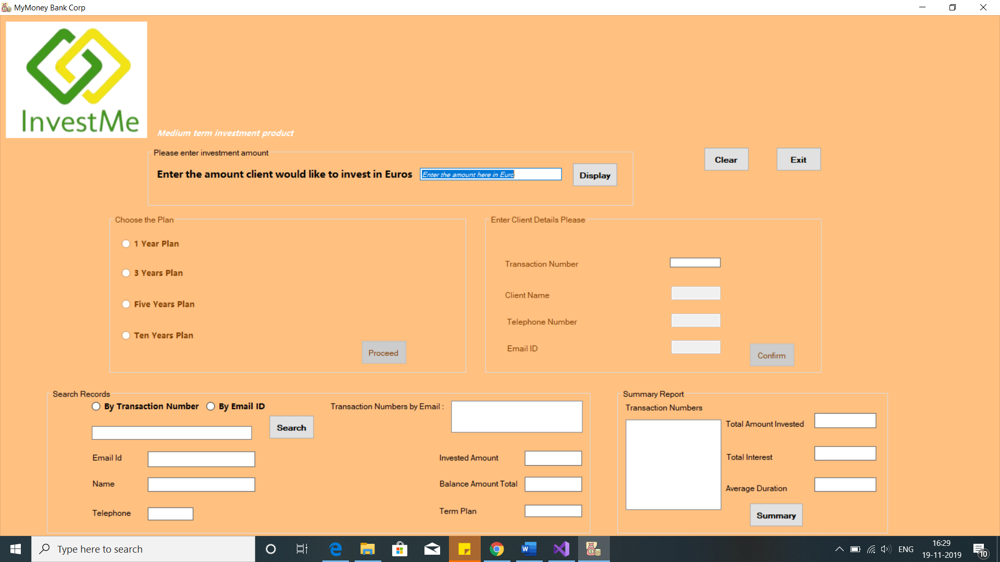 MyMoney Bank Corp
InvestMe
Medium term investment product
Please enter investment amount
Enter the amount client would like to invest in Euros
Enter the amount here in Euro
Display
Clear
Exit
Choose the Plan
1 Year Plan
3 Years Plan
Five Years Plan
Ten Years Plan
Proceed
Enter Client Details Please
Transaction Number
Client Name
Telephone Number
Email ID
Confirm
Search Records
By Transaction Number
By Email ID
Search
Transaction Numbers by Email :
Email Id
Name
Telephone
Invested Amount
Balance Amount Total
Term Plan
Summary Report
Transaction Numbers
Total Amount Invested
Total Interest
Average Duration
Summary
Type here to search
ENG
16:29
19-11-2019
10